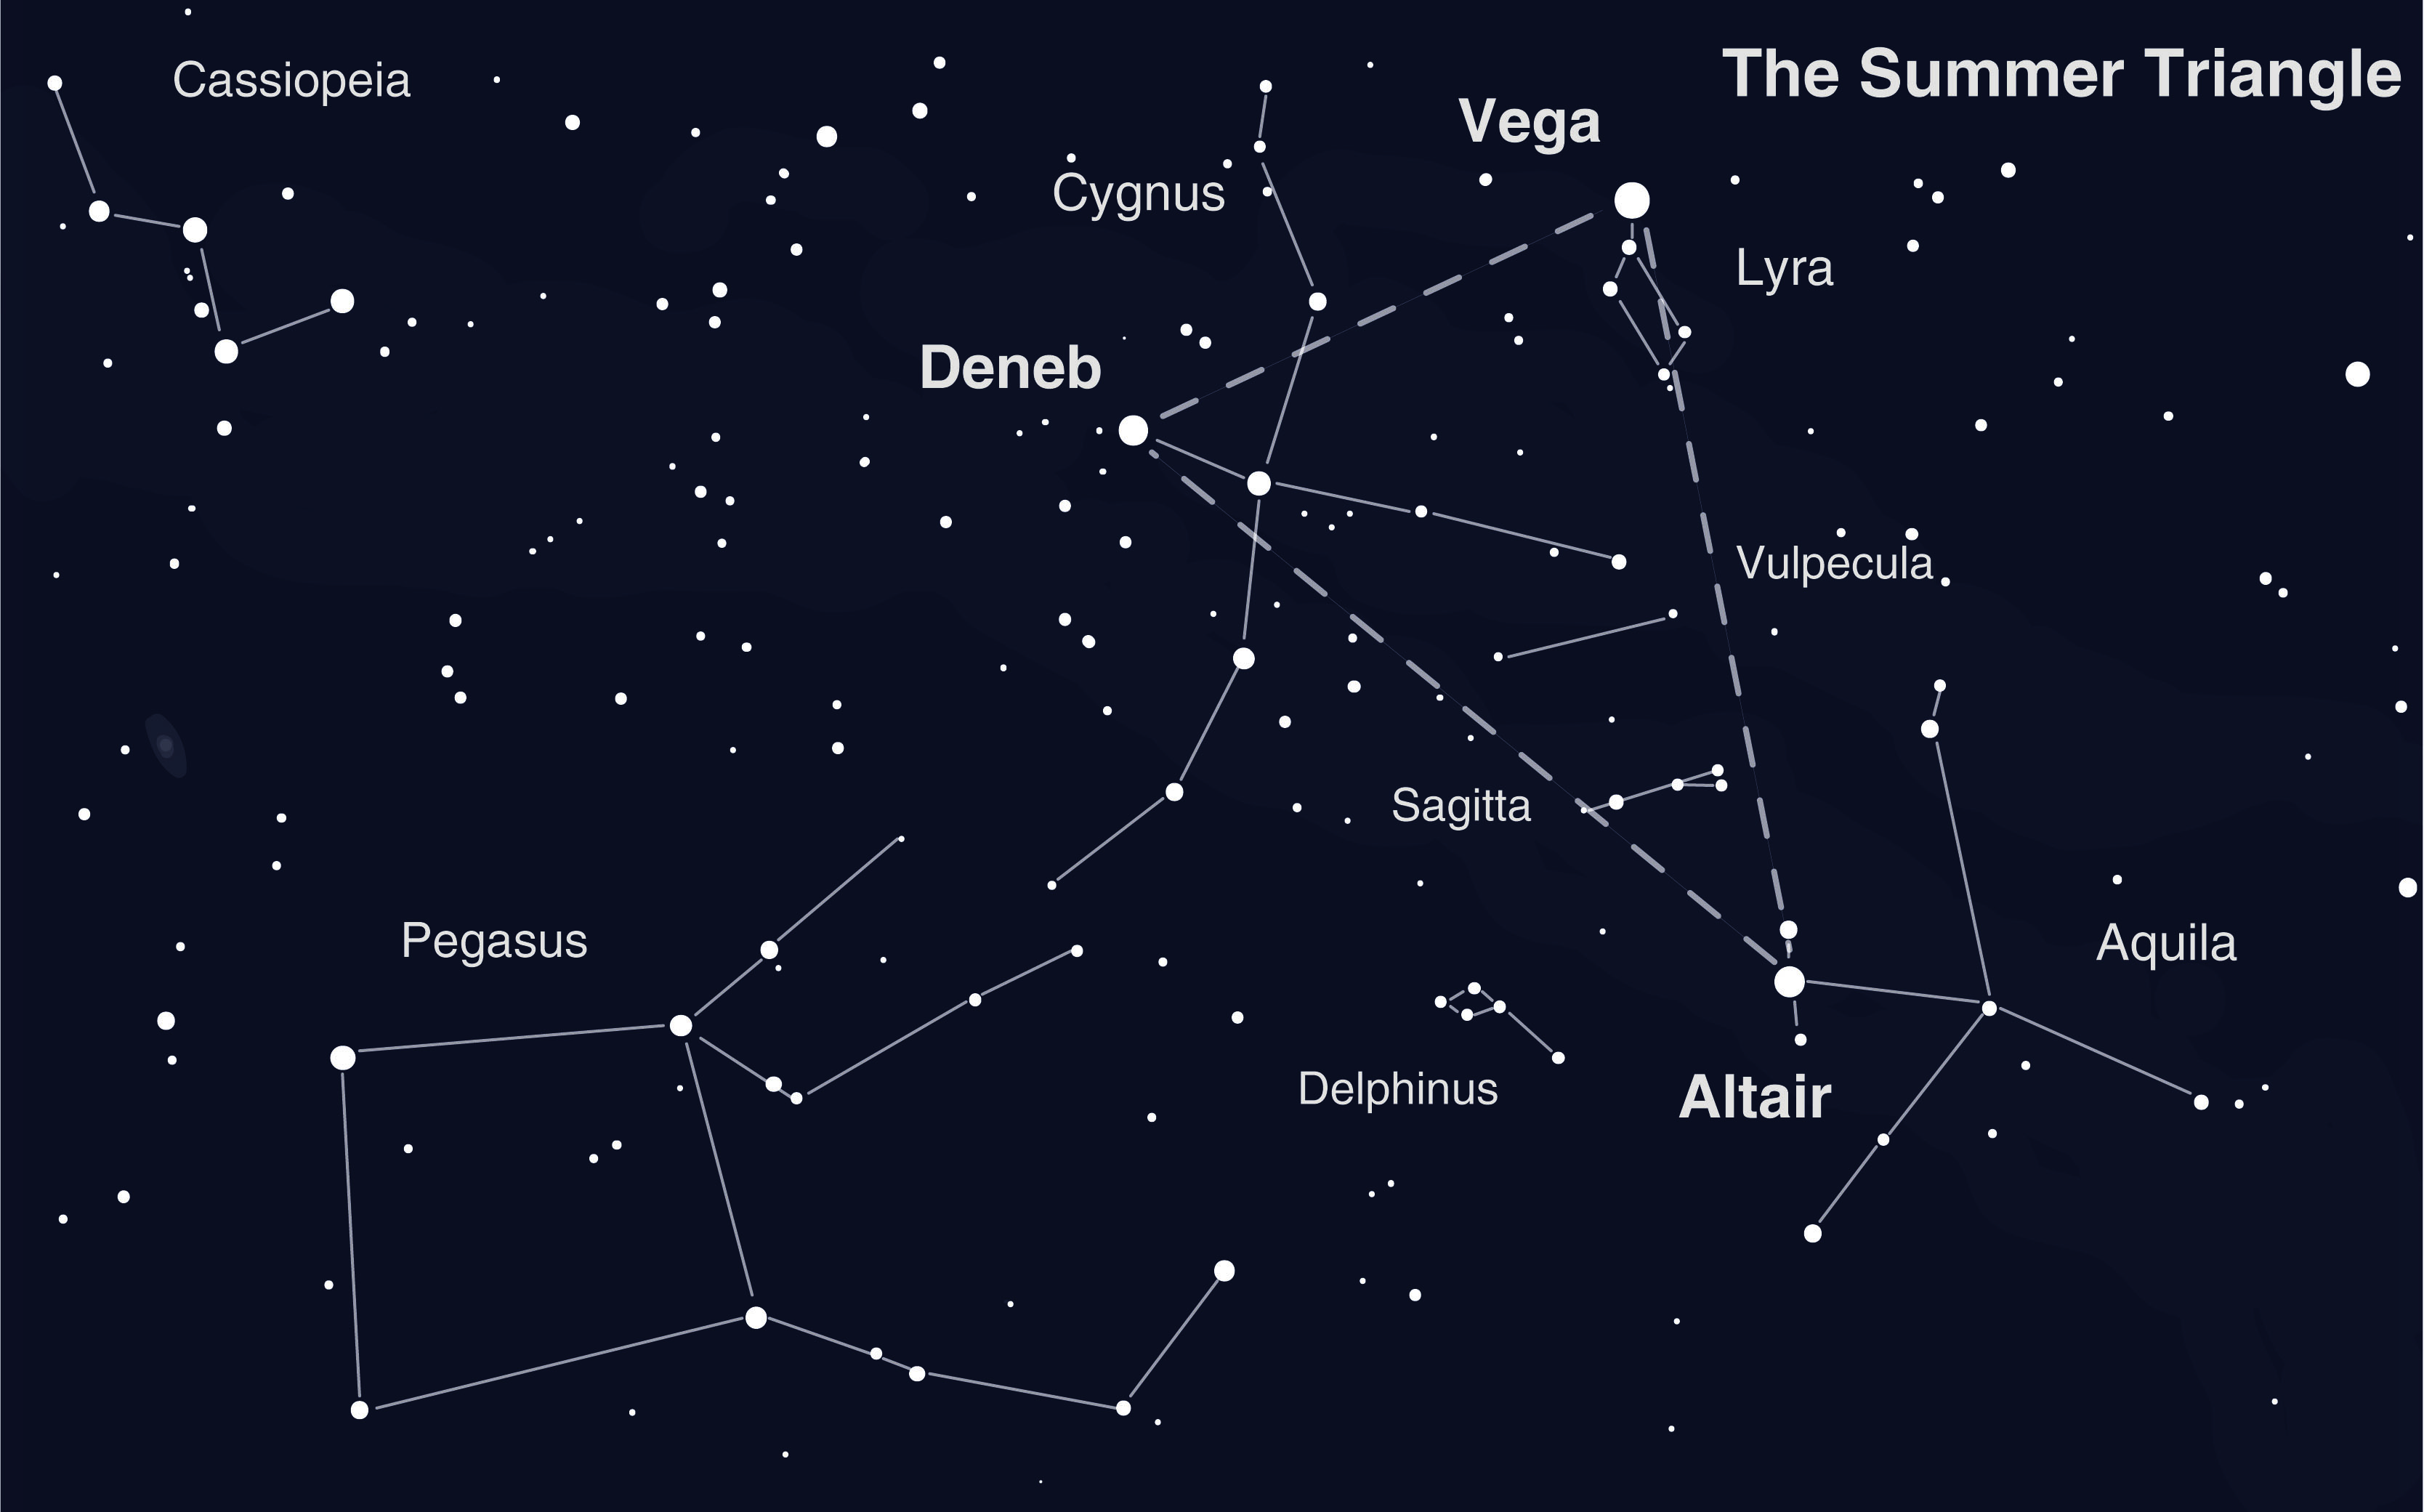 The Summer Triangle
Cassiopeia
Vega
Cygnus
Lyra
Deneb
Vulpecula
Sagitta
Pegasus
Aquila
Delphinus
Altair